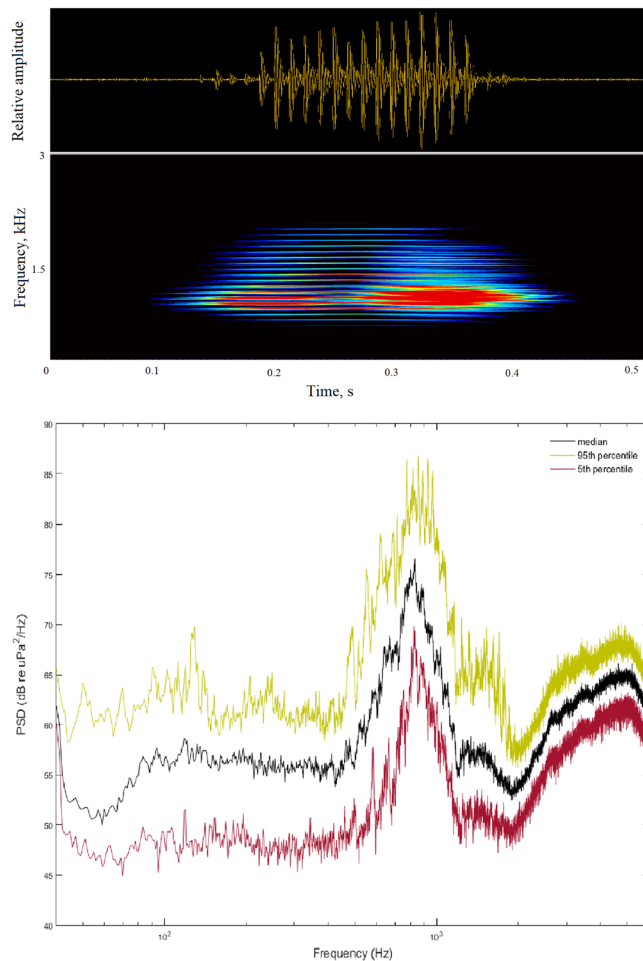 Relative amplitude
3
Frequency, kHz
1.5
0 0.1 0.2 0.3 0.4 0.5
Time, s
90
85
80
75
70
65
60
55
50
45
40
PSD (dB re uPa²/Hz)
median
95th percentile
5th percentile
10² 10³
Frequency (Hz)